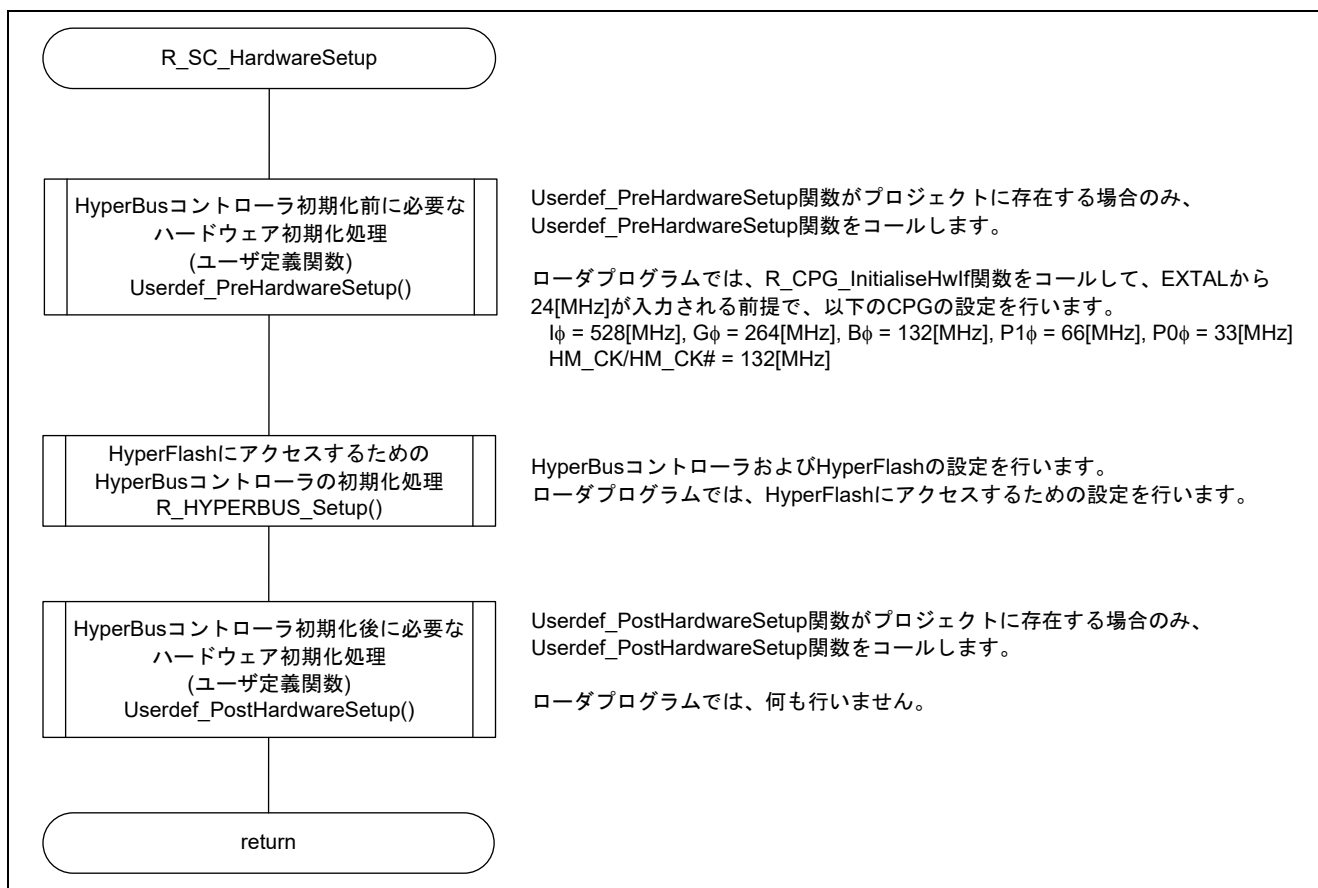 R_SC_HardwareSetup
HyperBusコントローラ初期化前に必要な
ハードウェア初期化処理
(ユーザ定義関数)
Userdef_PreHardwareSetup()
Userdef_PreHardwareSetup関数がプロジェクトに存在する場合のみ、
Userdef_PreHardwareSetup関数をコールします。
ローダプログラムでは、R_CPG_InitialiseHwIf関数をコールして、EXTALから
24[MHz]が入力される前提で、以下のCPGの設定を行います。
Iφ = 528[MHz], Gφ = 264[MHz], Bφ = 132[MHz], P1φ = 66[MHz], P0φ = 33[MHz]
HM_CK/HM_CK# = 132[MHz]
HyperFlashにアクセスするための
HyperBusコントローラの初期化処理
R_HYPERBUS_Setup()
HyperBusコントローラおよびHyperFlashの設定を行います。
ローダプログラムでは、HyperFlashにアクセスするための設定を行います。
HyperBusコントローラ初期化後に必要な
ハードウェア初期化処理
(ユーザ定義関数)
Userdef_PostHardwareSetup()
Userdef_PostHardwareSetup関数がプロジェクトに存在する場合のみ、
Userdef_PostHardwareSetup関数をコールします。
ローダプログラムでは、何も行いません。
return